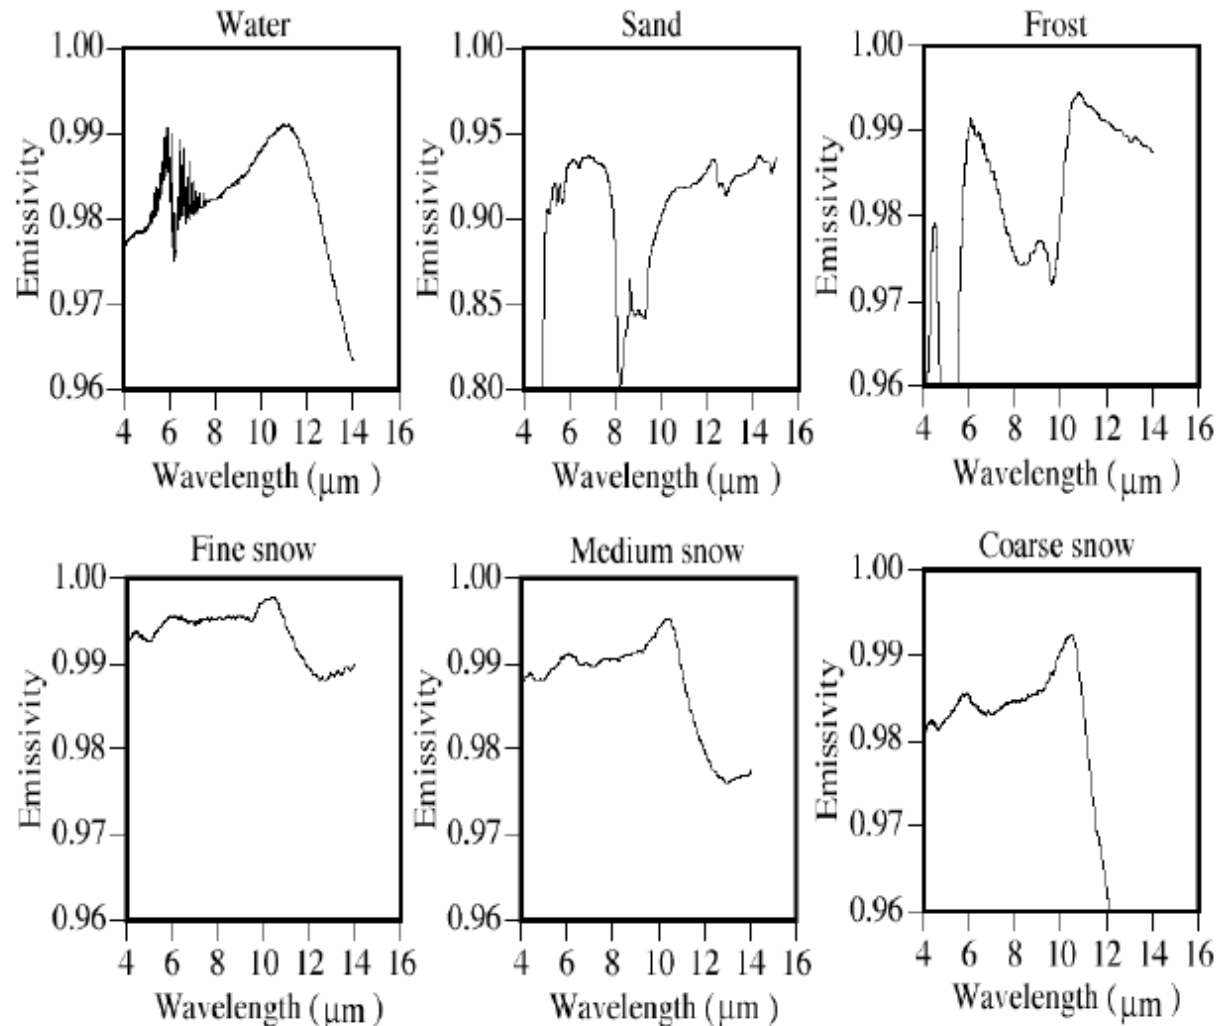 Water
Emissivity
1.00
0.99
0.98
0.97
0.96
4 6 8 10 12 14 16
Wavelength (μm )
Sand
Emissivity
1.00
0.95
0.90
0.85
0.80
4 6 8 10 12 14 16
Wavelength (μm )
Frost
Emissivity
1.00
0.99
0.98
0.97
0.96
4 6 8 10 12 14 16
Wavelength (μm )
Fine snow
Emissivity
1.00
0.99
0.98
0.97
0.96
4 6 8 10 12 14 16
Wavelength (μm )
Medium snow
Emissivity
1.00
0.99
0.98
0.97
0.96
4 6 8 10 12 14 16
Wavelength (μm )
Coarse snow
Emissivity
1.00
0.99
0.98
0.97
0.96
4 6 8 10 12 14 16
Wavelength (μm )